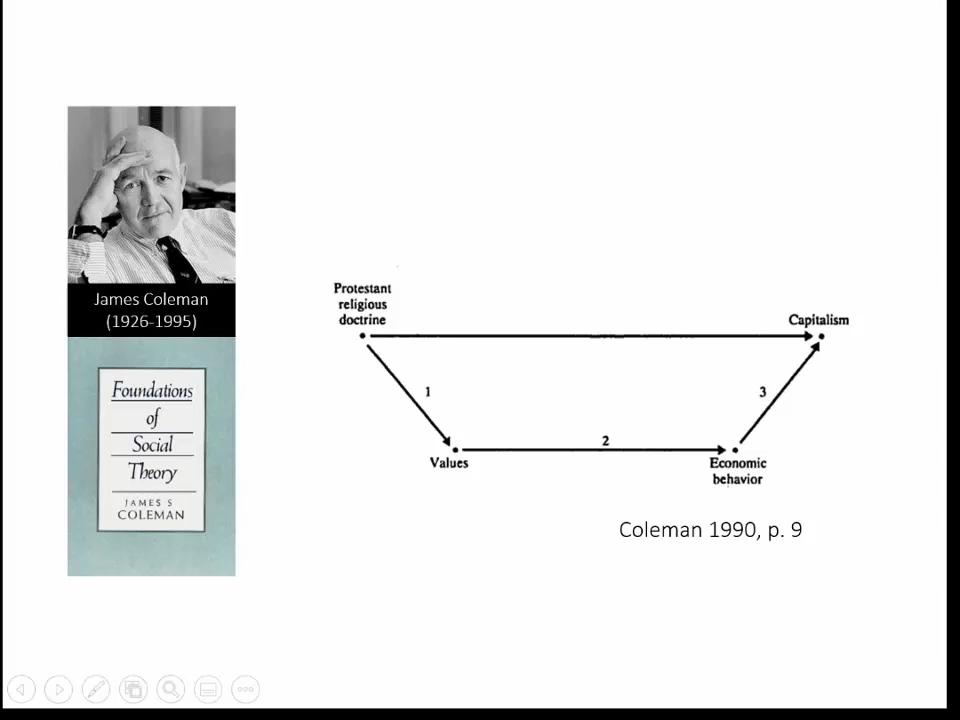 James Coleman
(1926-1995)
Foundations
of
Social
Theory
JAMES S
COLEMAN
Protestant
religious
doctrine
Capitalism
1
3
2
Values
Economic
behavior
Coleman 1990, p. 9